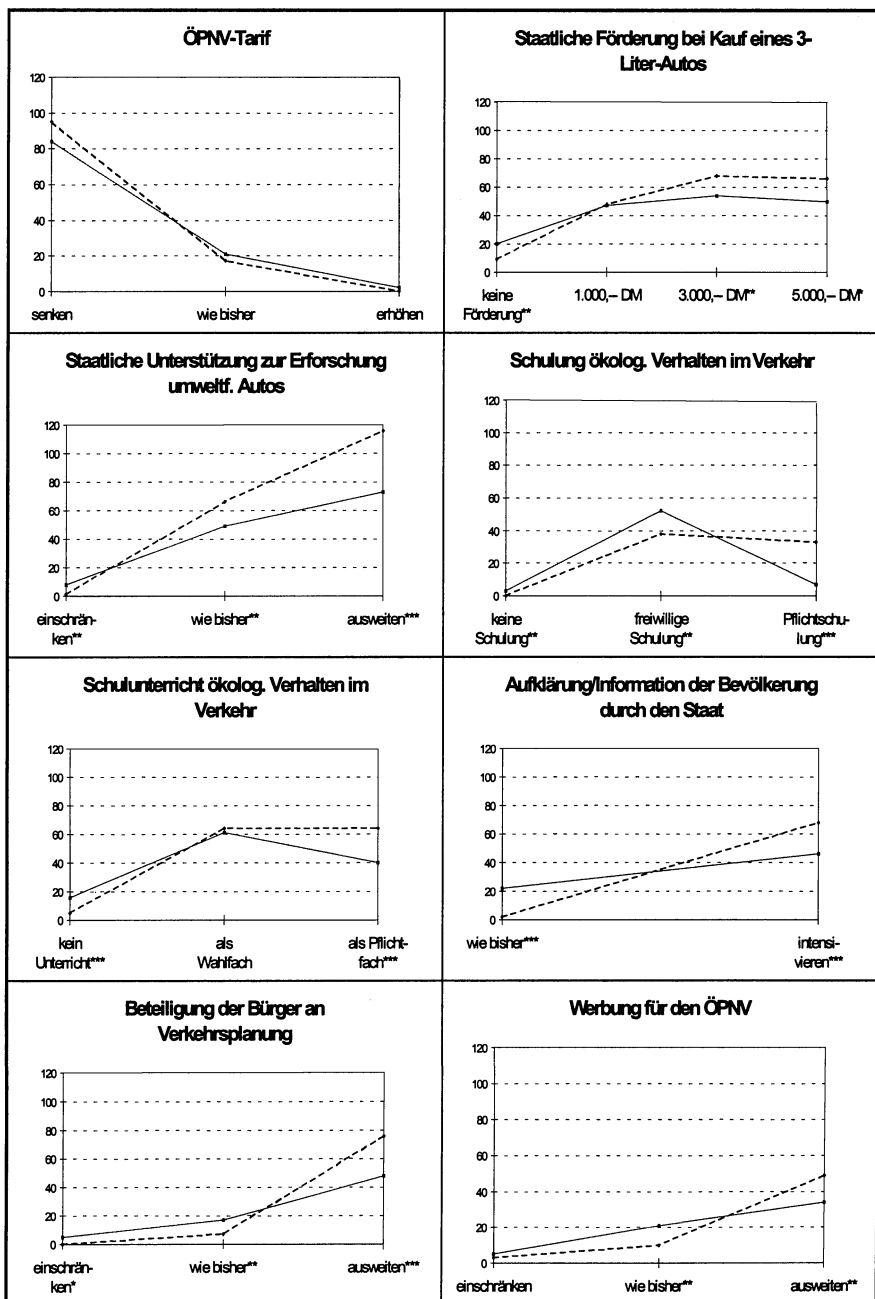 ÖPNV-Tarif
120
100
80
60
40
20
0
senken wie bisher erhöhen
Staatliche Förderung bei Kauf eines 3-
Liter-Autos
120
100
80
60
40
20
0
keine 1.000,– DM 3.000,– DM** 5.000,– DM*
Förderung**
Staatliche Unterstützung zur Erforschung
umweltf. Autos
120
100
80
60
40
20
0
einschrän- wie bisher** ausweiten***
ken**
Schulung ökolog. Verhalten im Verkehr
120
100
80
60
40
20
0
keine freiwillige Pflichtschu-
Schulung** Schulung** lung***
Schulunterricht ökolog. Verhalten im
Verkehr
120
100
80
60
40
20
0
kein als als Pflicht-
Unterricht*** Wahlfach fach***
Aufklärung/Information der Bevölkerung
durch den Staat
120
100
80
60
40
20
0
wie bisher*** intensi-
vieren***
Beteiligung der Bürger an
Verkehrsplanung
120
100
80
60
40
20
0
einschrän- wie bisher** ausweiten***
ken*
Werbung für den ÖPNV
120
100
80
60
40
20
0
einschränken wie bisher** ausweiten**